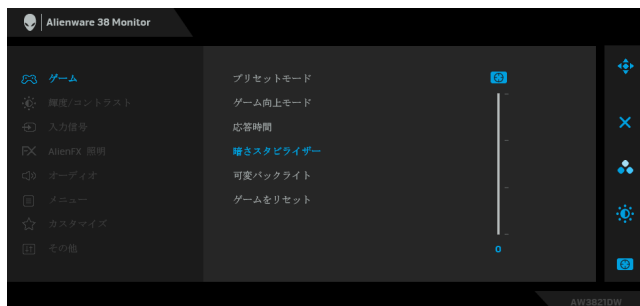 Alienware 38 Monitor
ゲーム
輝度/コントラスト
入力信号
AlienFX 照明
オーディオ
メニュー
カスタマイズ
その他
プリセットモード
ゲーム向上モード
応答時間
暗さスタビライザー
可変バックライト
ゲームをリセット
0
AW3821DW